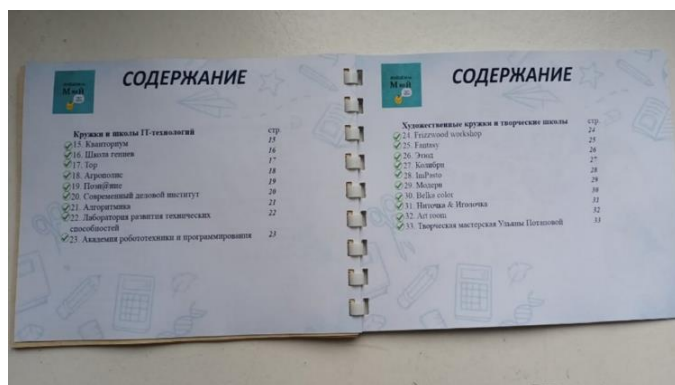 СОДЕРЖАНИЕ
Кружки и школы IT-технологий стр.
15. Кванториум 15
16. Школа гениев 16
17. Top 17
18. Агрополис 18
19. Позн@ние 19
20. Современный деловой институт 20
21. Алгоритмика 21
22. Лаборатория развития технических 22
способностей
23. Академия робототехники и программирования 23
СОДЕРЖАНИЕ
Художественные кружки и творческие школы стр.
24. Frizzwood workshop 24
25. Fantasy 25
26. Этюд 26
27. Колибри 27
28. ImPasto 28
29. Модерн 29
30. Belka color 30
31. Ниточка & Иголочка 31
32. Art room 32
33. Творческая мастерская Ульяны 33